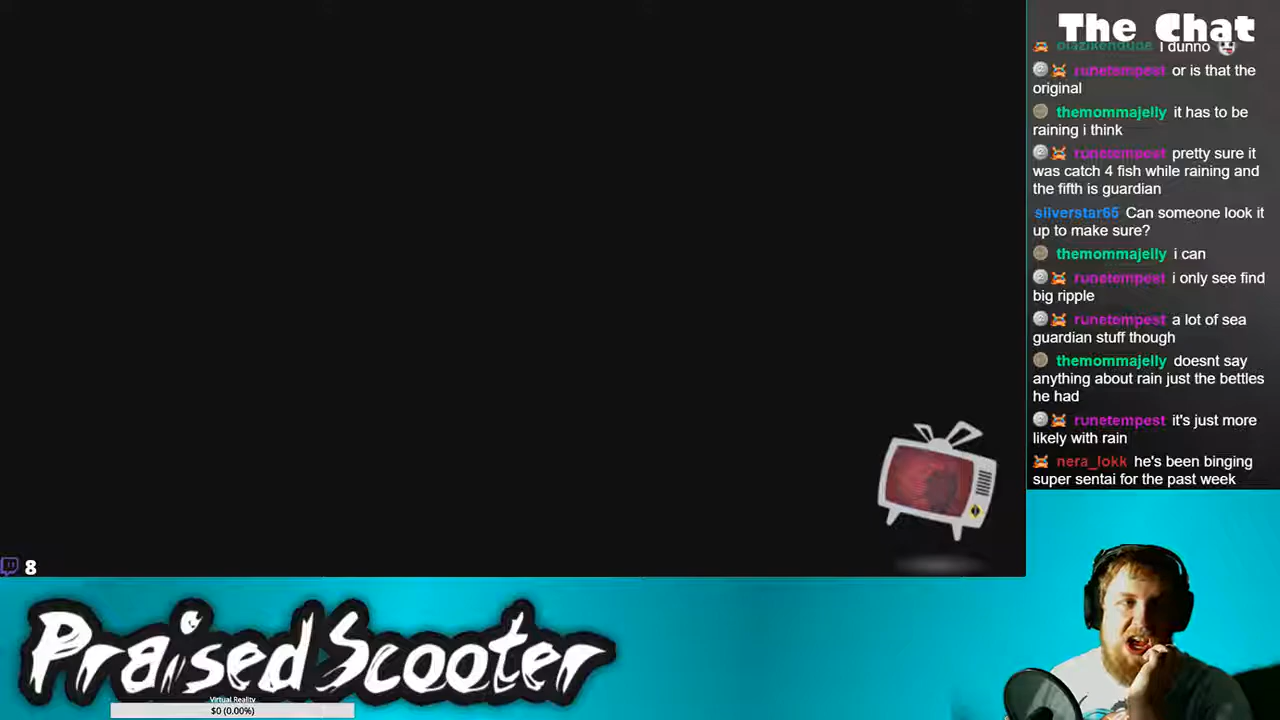 The Chat
olazikendude I dunno
runetempest or is that the
original
themommajelly it has to be
raining i think
runetempest pretty sure it
was catch 4 fish while raining and
the fifth is guardian
siiverstar65 Can someone look it
up to make sure?
themommajelly i can
runetempest i only see find
big ripple
runetempest a lot of sea
guardian stuff though
themommajelly doesnt say
anything about rain just the bettles
he had
runetempest it's just more
likely with rain
nera_lokk he's been binging
super sentai for the past week
8
Praised Scooter
Virtual Reality
$0 (0.00%)